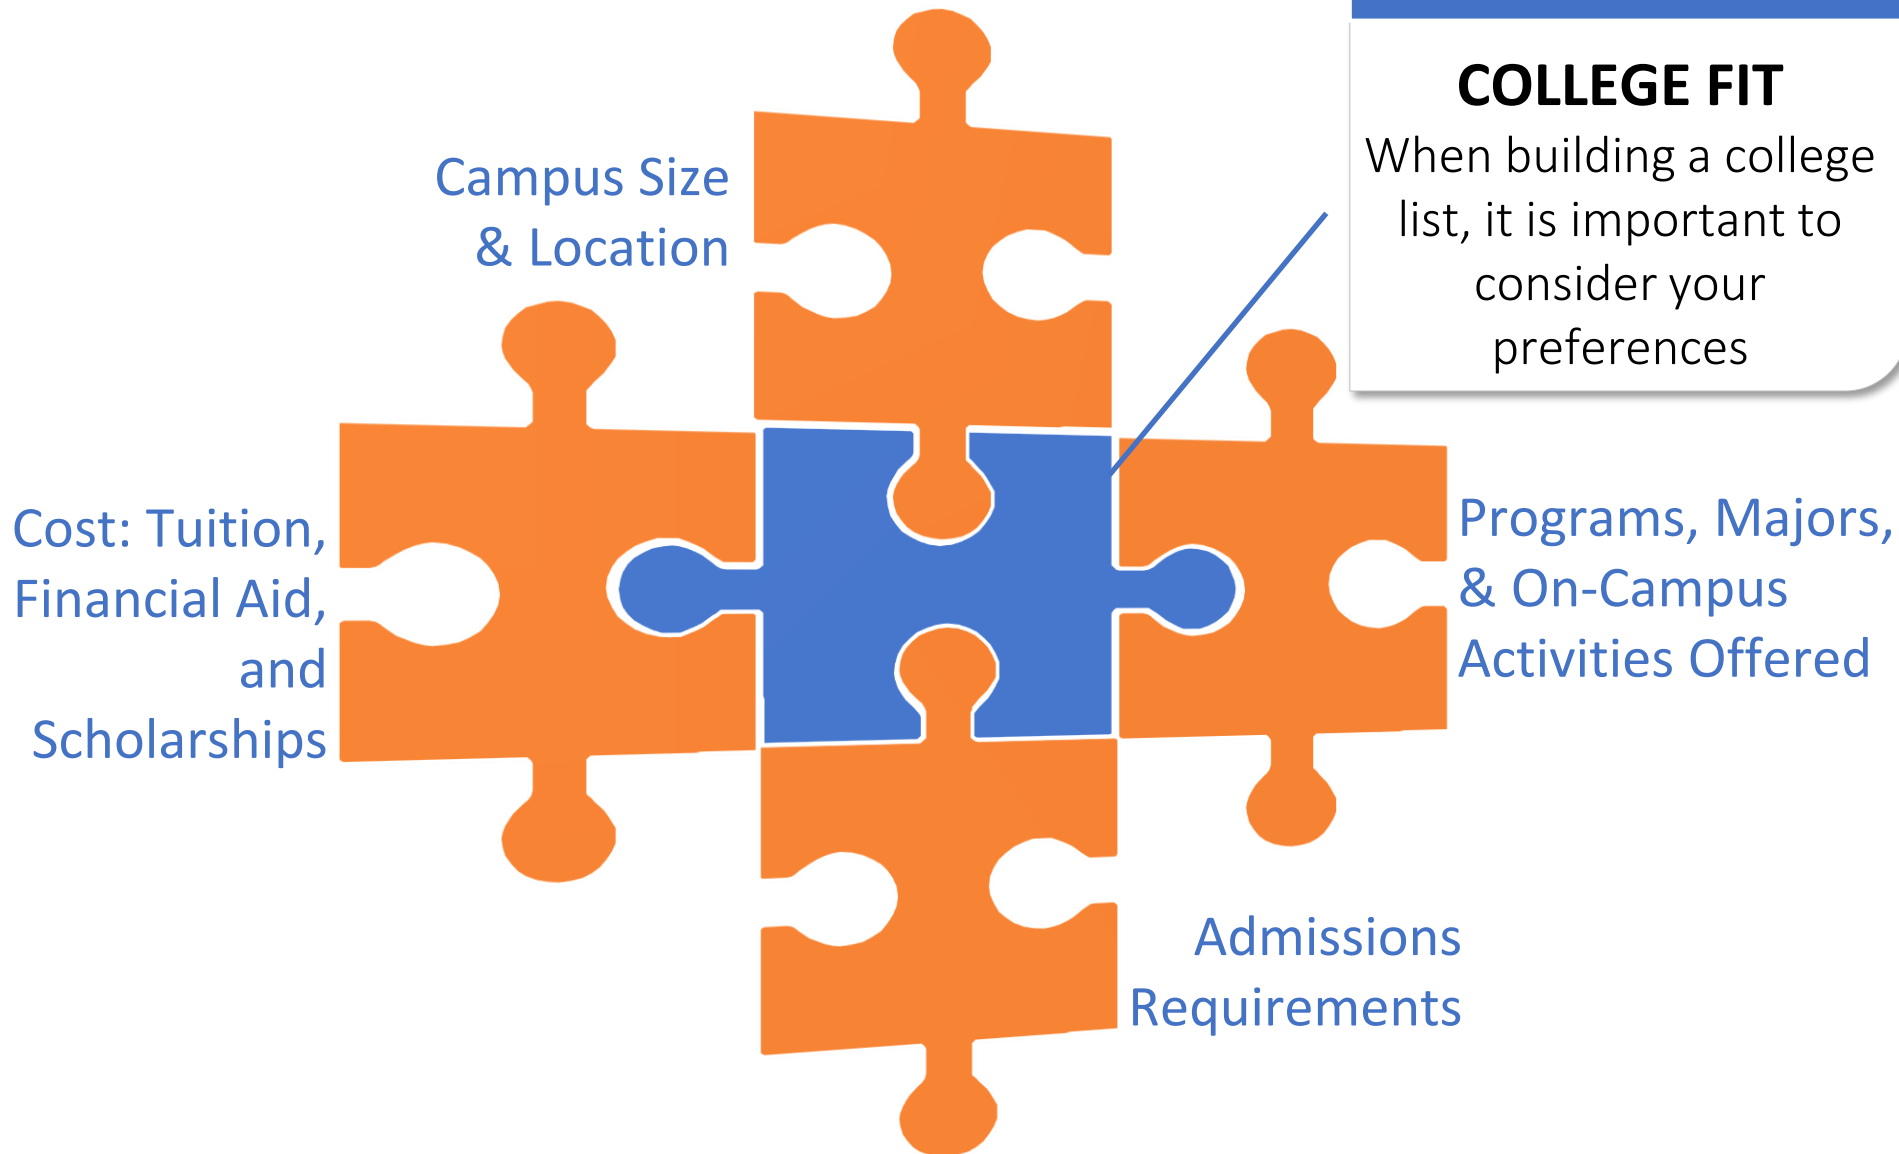 COLLEGE FIT
When building a college
list, it is important to
consider your
preferences
Campus Size
& Location
Cost: Tuition,
Financial Aid,
and
Scholarships
Programs, Majors,
& On-Campus
Activities Offered
Admissions
Requirements